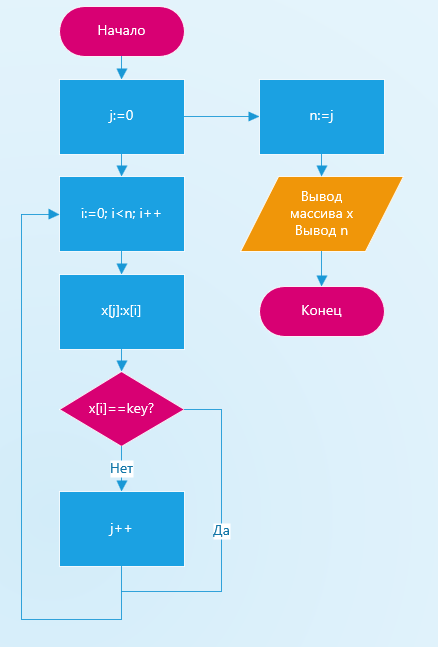 Начало
j:=0
n:=j
i:=0; i<n; i++
Вывод
массива x
Вывод n
x[j]:x[i]
Конец
x[i]==key?
Нет
j++
Да